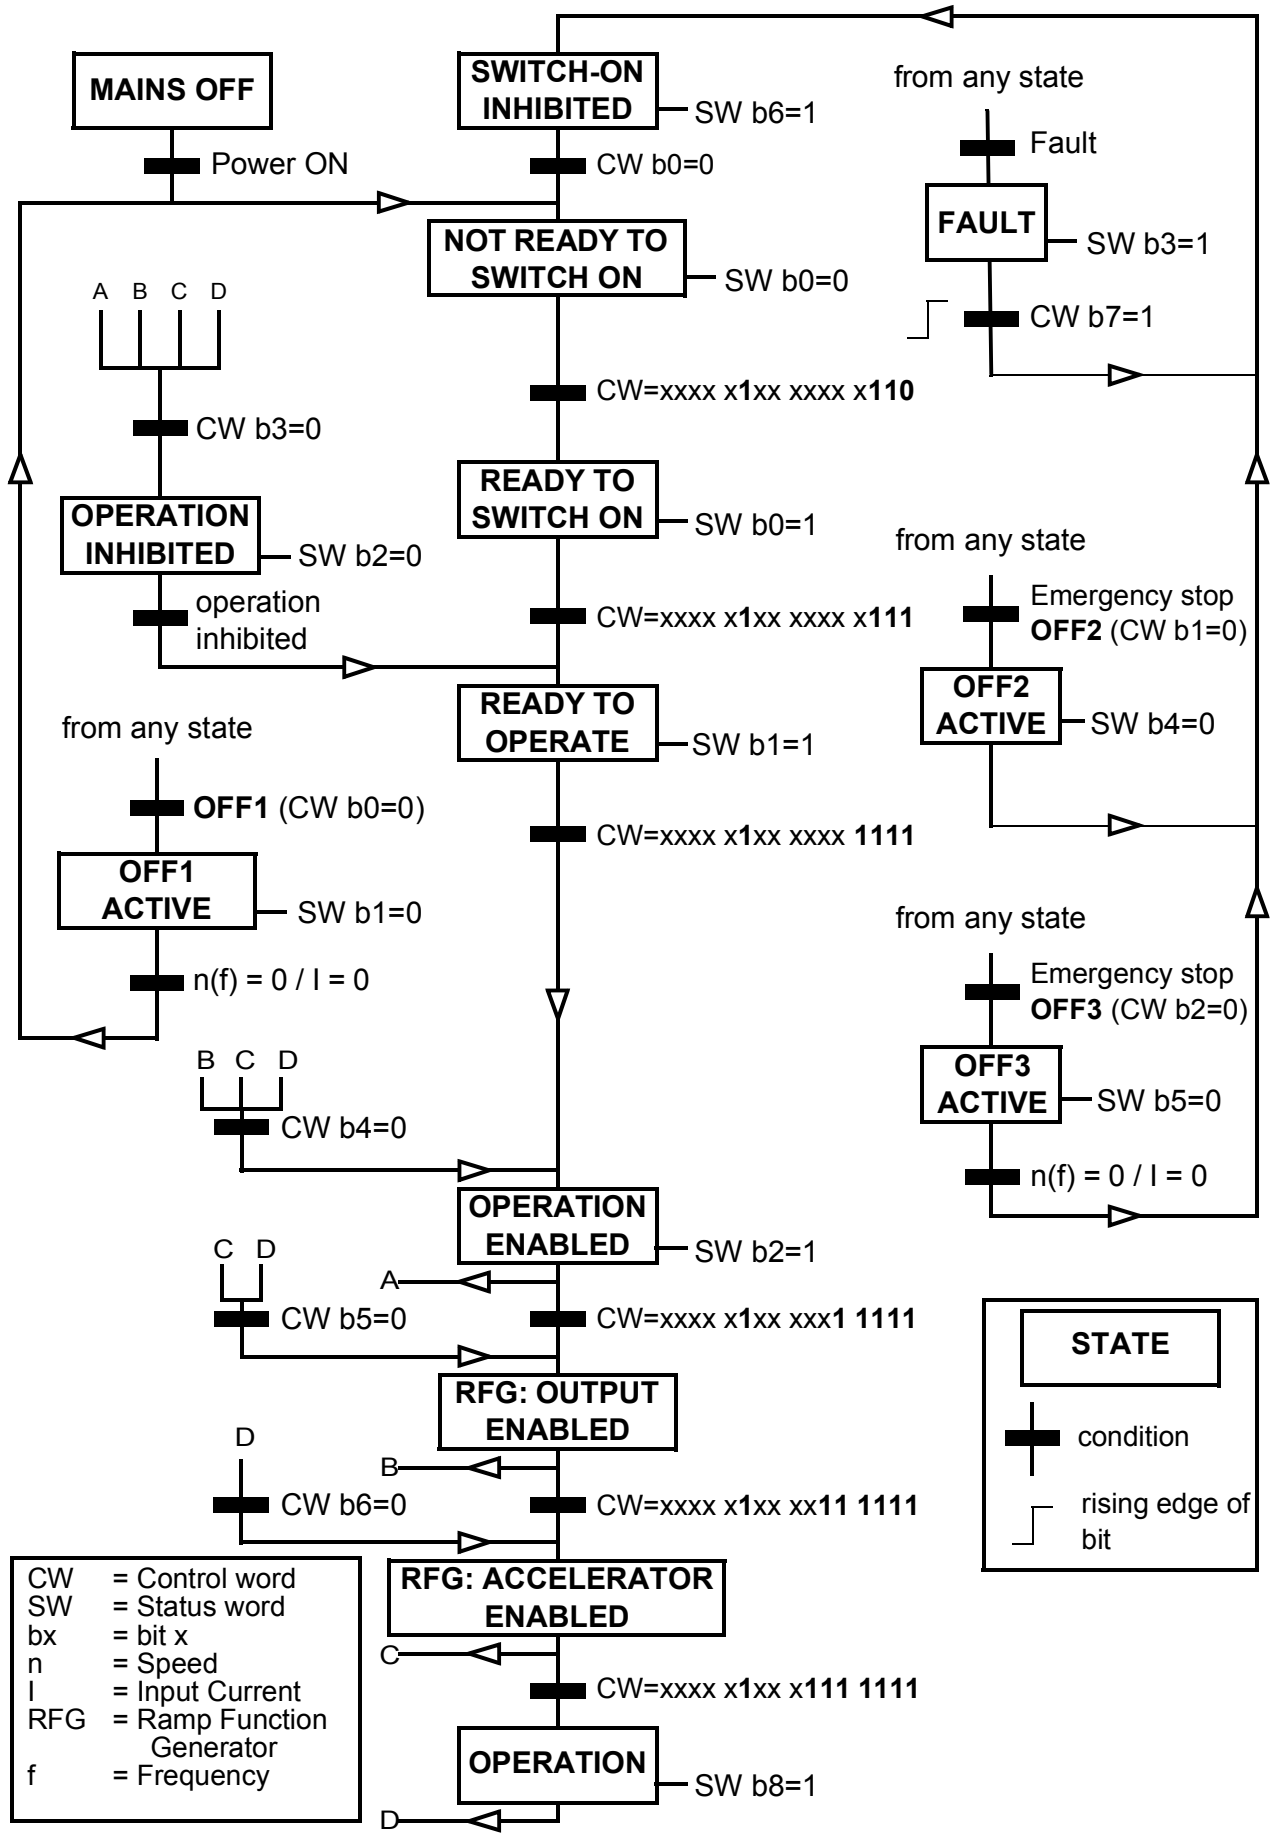 MAINS OFF
Power ON
SWITCH-ON
INHIBITED
SW b6=1
CW b0=0
from any state
Fault
FAULT
SW b3=1
CW b7=1
NOT READY TO
SWITCH ON
SW b0=0
A B C D
CW b3=0
CW=xxxx x1xx xxxx x110
OPERATION
INHIBITED
SW b2=0
operation
inhibited
READY TO
SWITCH ON
SW b0=1
CW=xxxx x1xx xxxx x111
from any state
Emergency stop
OFF2 (CW b1=0)
OFF2
ACTIVE
SW b4=0
READY TO
OPERATE
SW b1=1
CW=xxxx x1xx xxxx 1111
from any state
OFF1 (CW b0=0)
OFF1
ACTIVE
SW b1=0
n(f) = 0 / I = 0
from any state
Emergency stop
OFF3 (CW b2=0)
OFF3
ACTIVE
SW b5=0
n(f) = 0 / I = 0
B C D
CW b4=0
OPERATION
ENABLED
SW b2=1
A
C D
CW b5=0
CW=xxxx x1xx xxx1 1111
RFG: OUTPUT
ENABLED
B
D
CW b6=0
CW=xxxx x1xx xx11 1111
RFG: ACCELERATOR
ENABLED
C
CW=xxxx x1xx x111 1111
OPERATION
SW b8=1
D
STATE
condition
rising edge of
bit
CW = Control word
SW = Status word
bx = bit x
n = Speed
I = Input Current
RFG = Ramp Function
Generator
f = Frequency